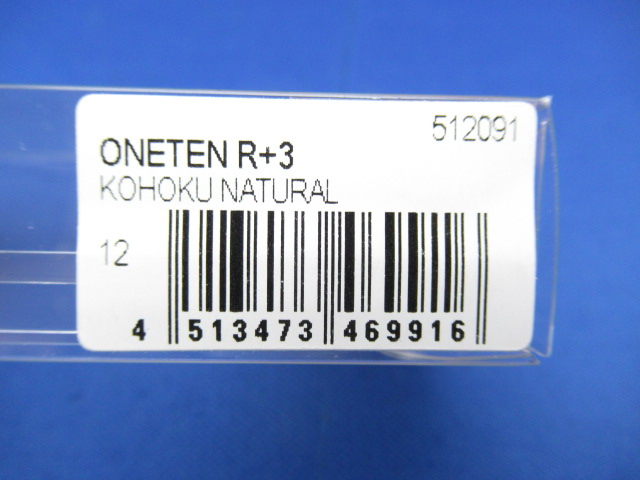 512091
ONETEN R+3
KOHOKU NATURAL
12
4 513473 469916